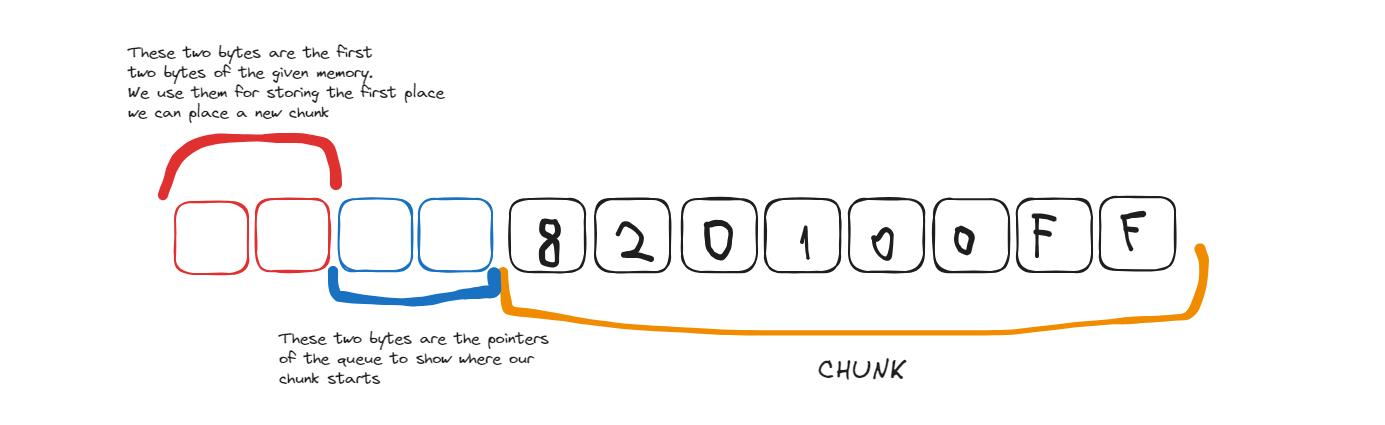 These two bytes are the first
two bytes of the given memory.
We use them for storing the first place
we can place a new chunk
8 2 0 1 0 0 F F
These two bytes are the pointers
of the queue to show where our
chunk starts
CHUNK